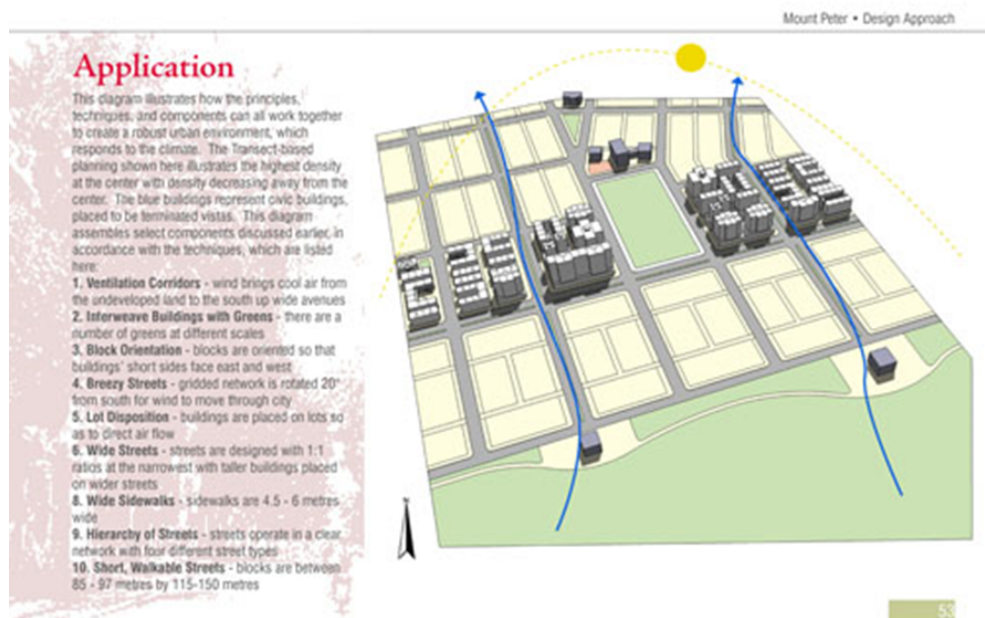 Mount Peter • Design Approach
Application
This diagram illustrates how the principles,
techniques, and components can all work together
to create a robust urban environment, which
responds to the climate. The Transect-based
planning shown here illustrates the highest density
at the center with density decreasing away from the
center. The blue buildings represent civic buildings,
placed to be terminated vistas. This diagram
assembles select components discussed earlier, in
accordance with the techniques, which are listed
here:
1. Ventilation Corridors - wind brings cool air from
the undeveloped land to the south up wide avenues
2. Interweave Buildings with Greens - there are a
number of greens at different scales
3. Block Orientation - blocks are oriented so that
buildings' short sides face east and west
4. Breezy Streets - gridded network is rotated 20°
from south for wind to move through city
5. Lot Disposition - buildings are placed on lots so
as to direct air flow
6. Wide Streets - streets are designed with 1:1
ratios at the narrowest with taller buildings placed
on wider streets
8. Wide Sidewalks - sidewalks are 4.5 - 6 metres
wide
9. Hierarchy of Streets - streets operate in a clear
network with four different street types
10. Short, Walkable Streets - blocks are between
85 - 97 metres by 115-150 metres
53